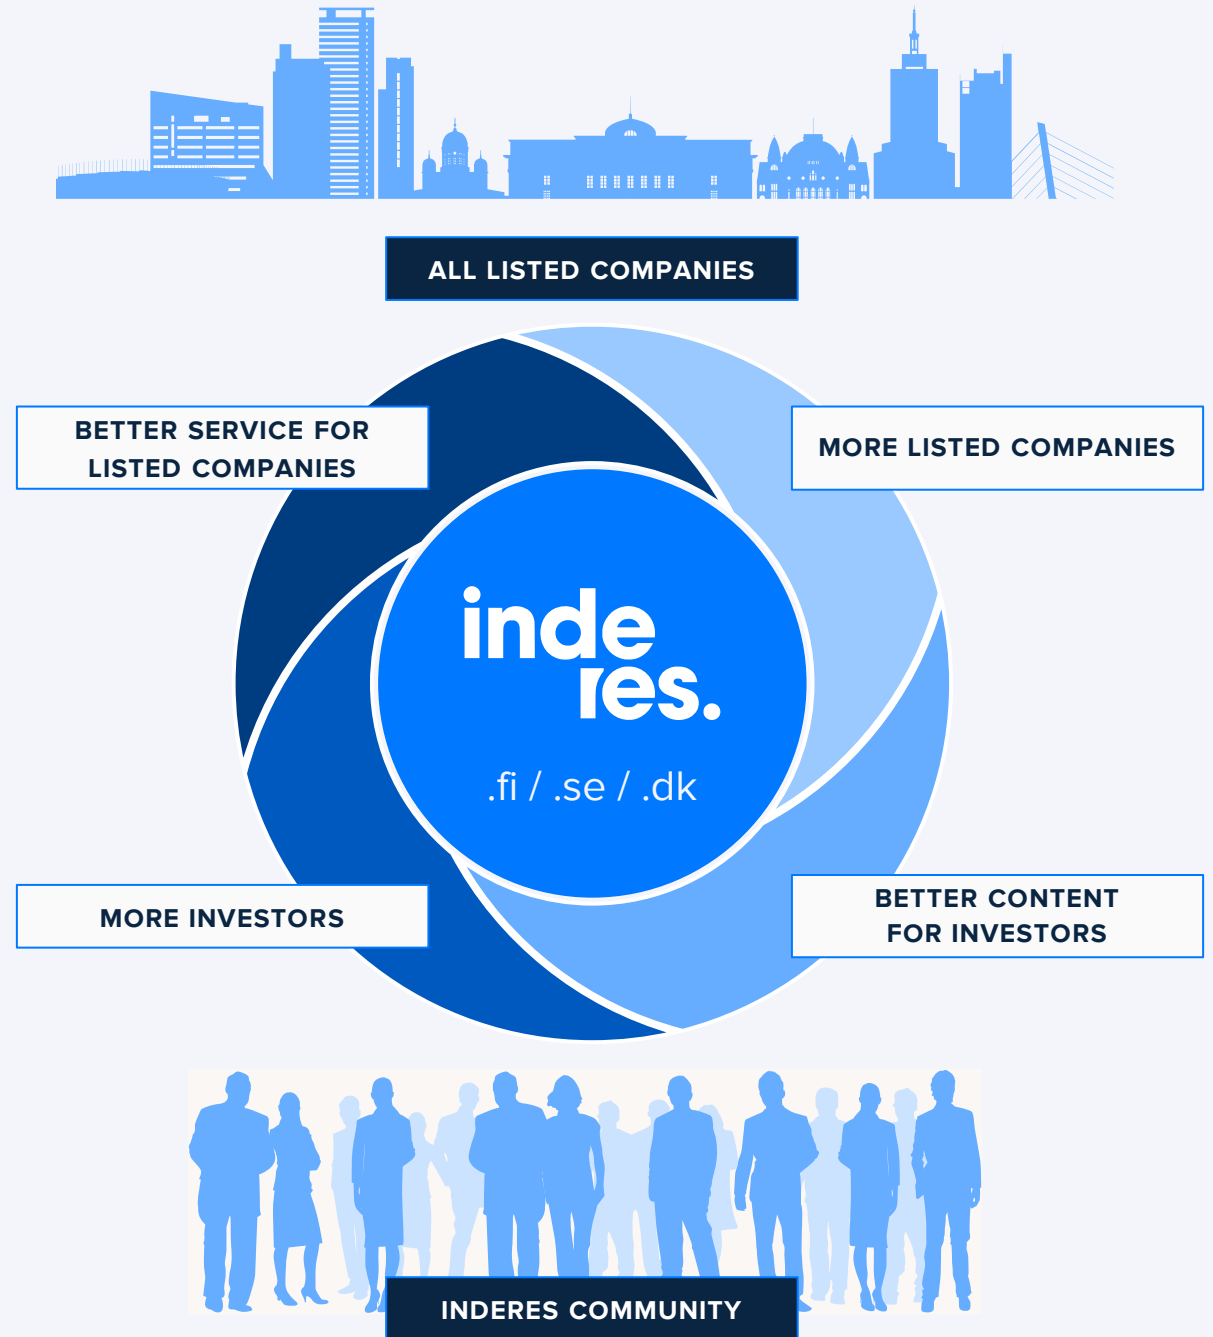 ALL LISTED COMPANIES
BETTER SERVICE FOR
LISTED COMPANIES
MORE LISTED COMPANIES
inde
res.
.fi / .se / .dk
MORE INVESTORS
BETTER CONTENT
FOR INVESTORS
INDERES COMMUNITY